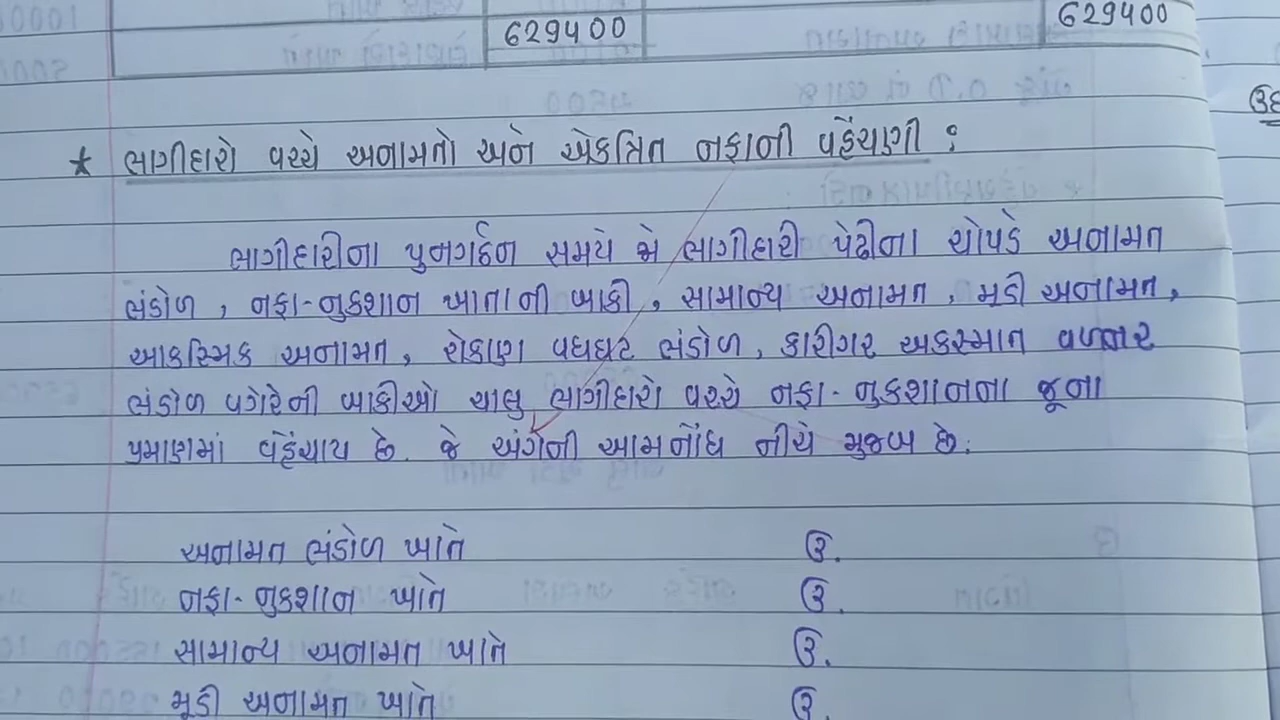 629400 629400
★ ભાગીદારો વચ્ચે અનામતો અને એકત્રિત નફાની વહેંચણી :
ભાગીદારીના પુનર્ગઠન સમયે જો ભાગીદારી પેઢીના ચોપડે અનામત
ભંડોળ, નફા-નુકશાન ખાતાની બાકી, સામાન્ય અનામત, મૂડી અનામત,
આકસ્મિક અનામત, રોકાણ વધઘટ ભંડોળ, કારીગર અકસ્માત વળતર
ભંડોળ વગેરેની બાકીઓ ચાલુ ભાગીદારો વચ્ચે નફા-નુકશાનના જૂના
પ્રમાણમાં વહેંચાય છે. જે અંગેની આમનોંધ નીચે મુજબ છે.
અનામત ભંડોળ ખાતે ઉ.
નફા-નુકશાન ખાતે ઉ.
સામાન્ય અનામત ખાતે ઉ.
મૂડી અનામત ખાતે ઉ.